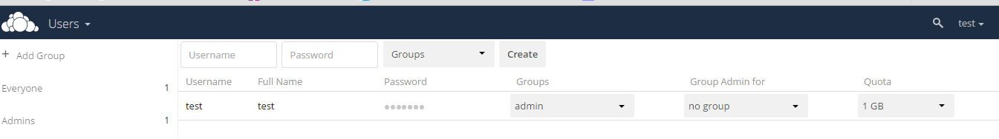 Users test
+ Add Group Username Password Groups Create
Username Full Name Password Groups Group Admin for Quota
Everyone 1
test test ●●●●●●● admin no group 1 GB
Admins 1